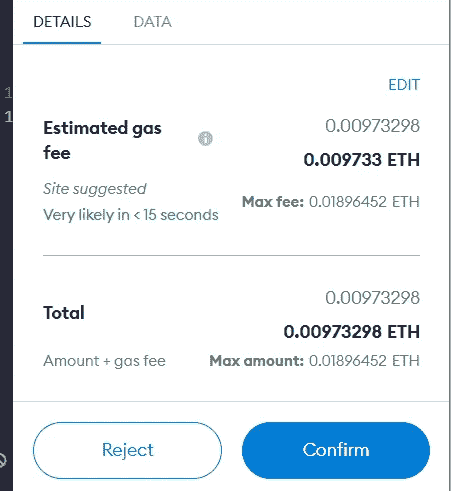 DETAILS DATA
1
1
EDIT
Estimated gas fee
0.00973298
0.009733 ETH
Site suggested
Max fee: 0.01896452 ETH
Very likely in < 15 seconds
Total
0.00973298
0.00973298 ETH
Amount + gas fee
Max amount: 0.01896452 ETH
Reject Confirm